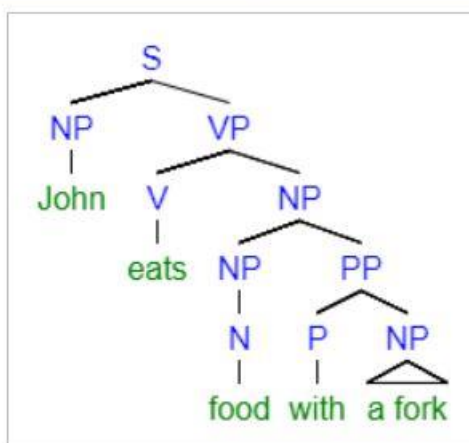 S
NP VP
John V NP
eats NP PP
N P NP
food with a fork